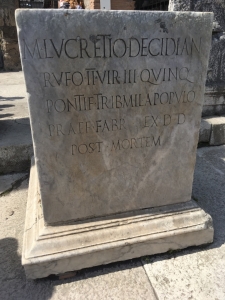 M LVCRETIO DECIDIAN
RVFO II VIR III QVINQ
PONTIF TRIB MIL A POPVLO
PRAEF FABR EX D D
POST MORTEM